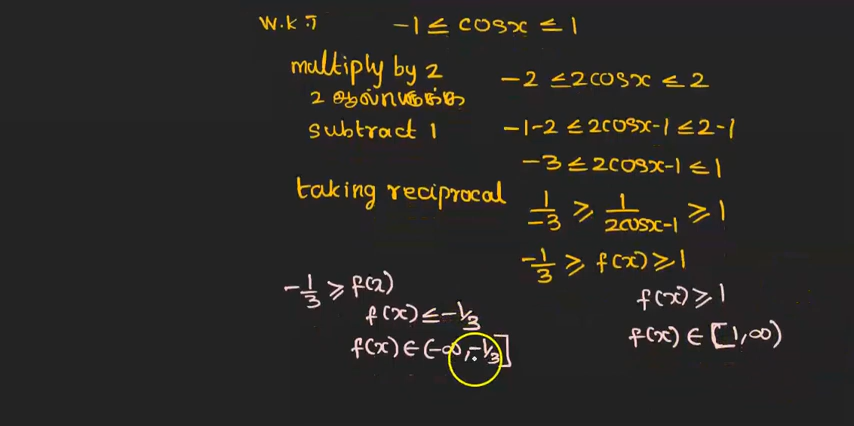 W.K.T -1 ≤ cosx ≤ 1
multiply by 2 -2 ≤ 2cosx ≤ 2
2
subtract 1 -1-2 ≤ 2cosx-1 ≤ 2-1
-3 ≤ 2cosx-1 ≤ 1
taking reciprocal 1/-3 ≥ 1/2cosx-1 ≥ 1
-1/3 ≥ f(x) ≥ 1
-1/3 ≥ f(x)
f(x) ≤ -1/3
f(x) ∈ (-∞, -1/3]
f(x) ≥ 1
f(x) ∈ [1, ∞)